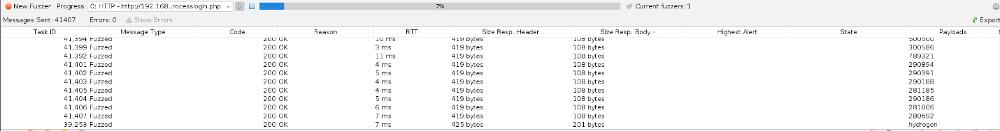 New Fuzzer Progress: 0: HTTP - http://192.168..rocesslogin.php 7% Current fuzzers: 1
Messages Sent: 41407 Errors: 0 Show Errors Export
Task ID Message Type Code Reason RTT Size Resp. Header Size Resp. Body Highest Alert State Payloads
41,394 Fuzzed 200 OK 10 ms 419 bytes 108 bytes 500500
41,399 Fuzzed 200 OK 3 ms 419 bytes 108 bytes 300586
41,392 Fuzzed 200 OK 11 ms 419 bytes 108 bytes 789321
41,401 Fuzzed 200 OK 4 ms 419 bytes 108 bytes 290894
41,402 Fuzzed 200 OK 5 ms 419 bytes 108 bytes 290391
41,403 Fuzzed 200 OK 4 ms 419 bytes 108 bytes 290188
41,405 Fuzzed 200 OK 4 ms 419 bytes 108 bytes 281185
41,404 Fuzzed 200 OK 5 ms 419 bytes 108 bytes 290186
41,406 Fuzzed 200 OK 6 ms 419 bytes 108 bytes 281006
41,407 Fuzzed 200 OK 7 ms 419 bytes 108 bytes 280692
39,253 Fuzzed 200 OK 7 ms 425 bytes 201 bytes hydrogen